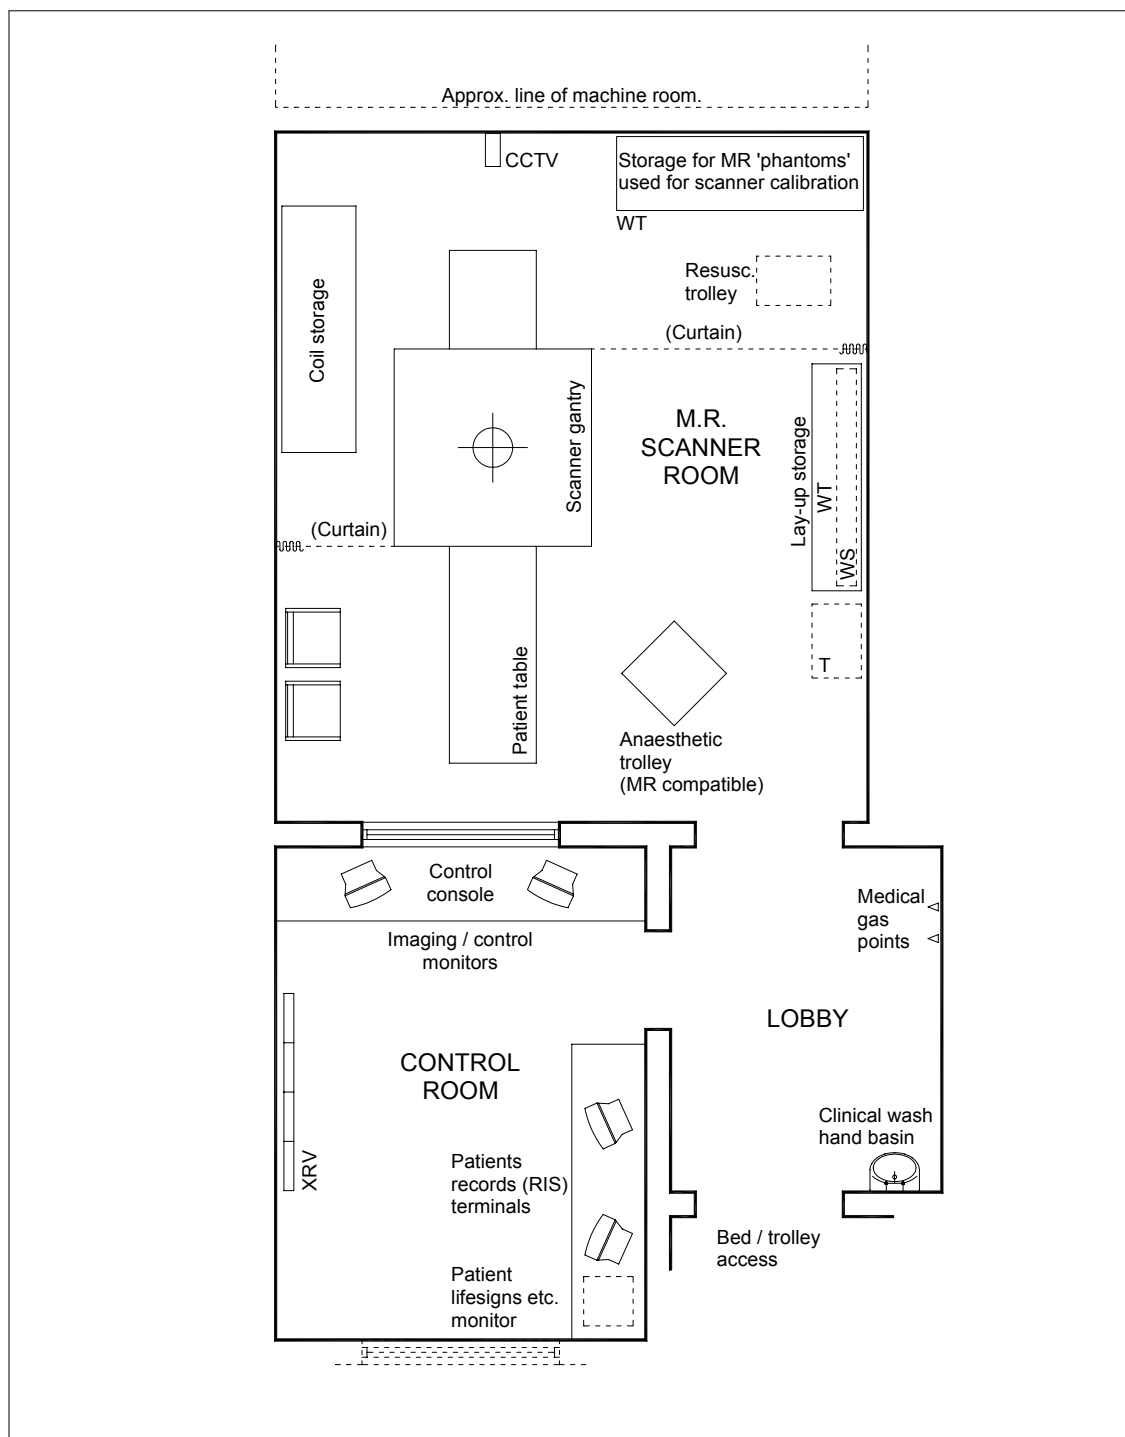 Approx. line of machine room.
CCTV
Storage for MR 'phantoms'
used for scanner calibration
WT
Resusc.
trolley
(Curtain)
Coil storage
Scanner gantry
M.R.
SCANNER
ROOM
Lay-up storage
WT
WS
(Curtain)
T
Patient table
Anaesthetic
trolley
(MR compatible)
Control
console
Imaging / control
monitors
Medical
gas
points
LOBBY
CONTROL
ROOM
Clinical wash
hand basin
XRV
Patients
records (RIS)
terminals
Bed / trolley
access
Patient
lifesigns etc.
monitor